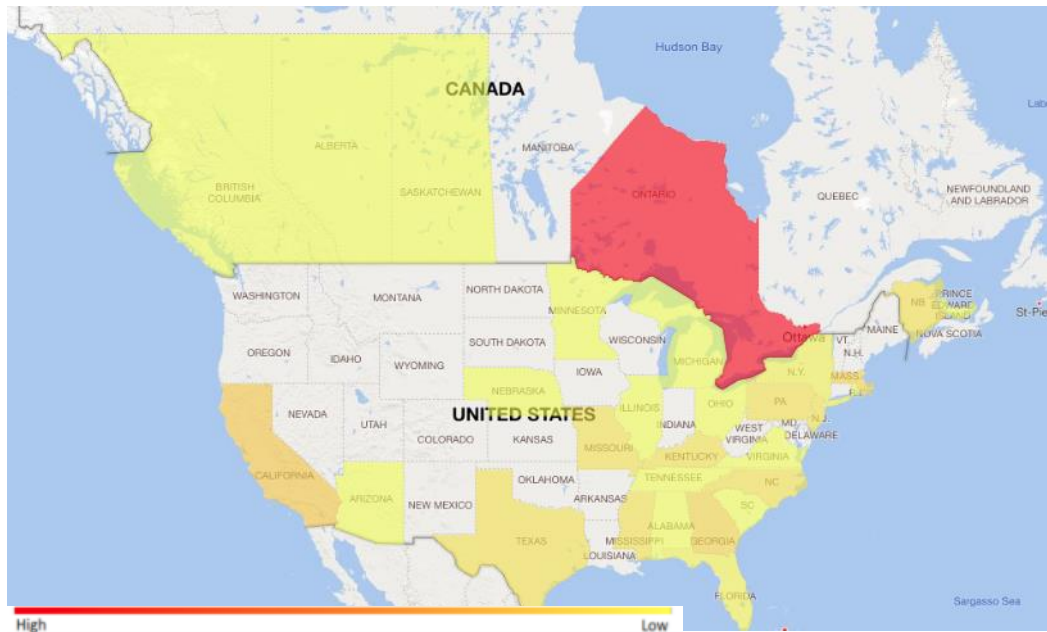 Hudson Bay
CANADA
Lab
MANITOBA
ALBERTA
BRITISH
COLUMBIA
SASKATCHEWAN
ONTARIO
QUEBEC
NEWFOUNDLAND
AND LABRADOR
WASHINGTON
MONTANA
NORTH DAKOTA
MINNESOTA
NB
PRINCE
EDWARD
ISLAND
NOVA SCOTIA
St-Pie
Ottawa
MAINE
VT.
N.H.
OREGON
IDAHO
WYOMING
SOUTH DAKOTA
WISCONSIN
MICHIGAN
N.Y.
MASS
R.I.
IOWA
NEBRASKA
UNITED STATES
ILLINOIS
INDIANA
OHIO
PA
N.J.
MD.
DELAWARE
NEVADA
UTAH
COLORADO
KANSAS
MISSOURI
WEST
VIRGINIA
VIRGINIA
KENTUCKY
CALIFORNIA
ARIZONA
NEW MEXICO
OKLAHOMA
ARKANSAS
TENNESSEE
NC
SC
TEXAS
LOUISIANA
MISSISSIPPI
ALABAMA
GEORGIA
FLORIDA
Sargasso Sea
High
Low